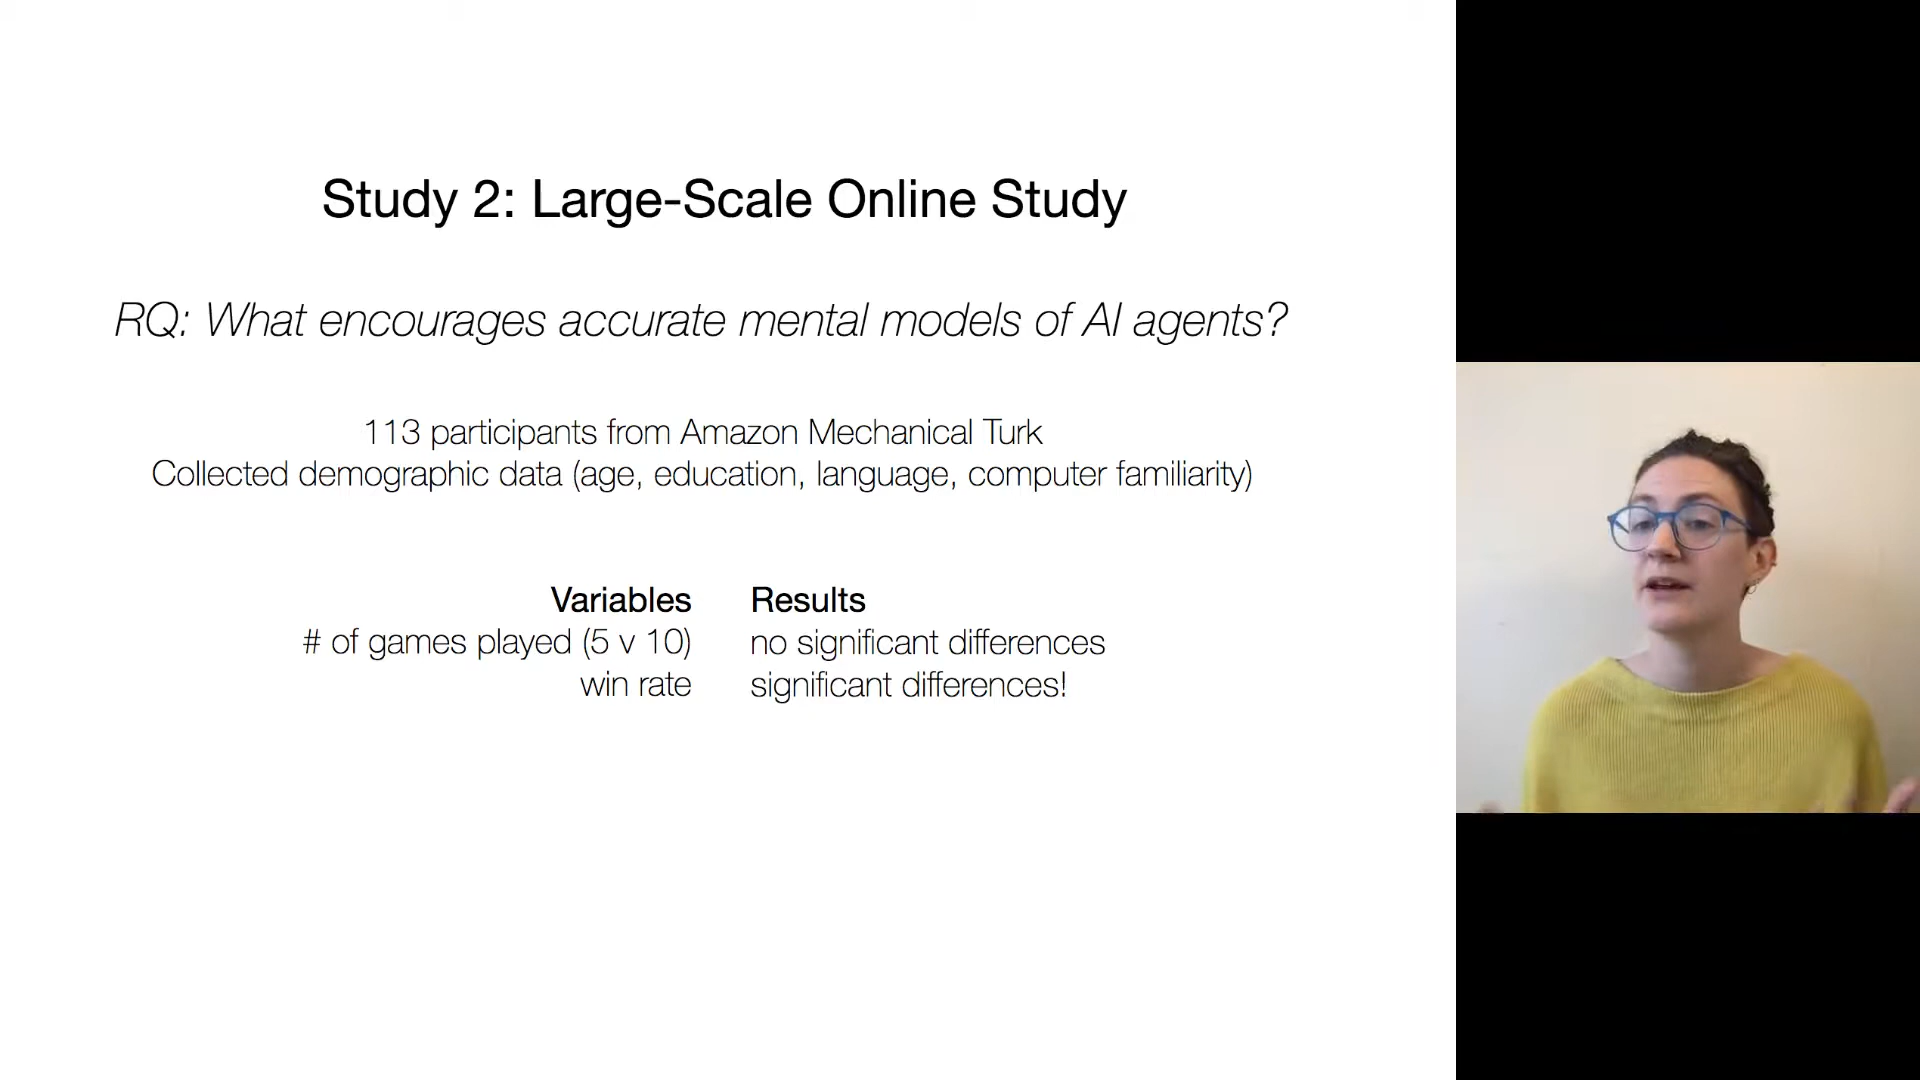 Study 2: Large-Scale Online Study
RQ: What encourages accurate mental models of AI agents?
113 participants from Amazon Mechanical Turk
Collected demographic data (age, education, language, computer familiarity)
Variables Results
# of games played (5 v 10) no significant differences
win rate significant differences!